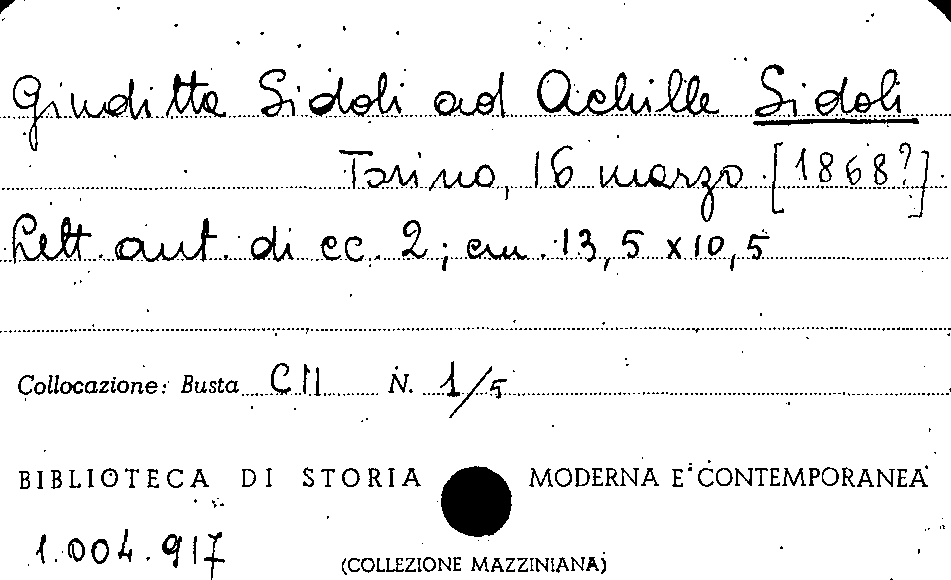 Giuditta Sidoli ad Achille Sidoli
Torino, 16 marzo [1868?].
Lett. aut. di cc. 2; cm. 13,5 x 10,5
Collocazione: Busta CII N. 1/5
BIBLIOTECA DI STORIA MODERNA E CONTEMPORANEA
1.004.917
(COLLEZIONE MAZZINIANA)